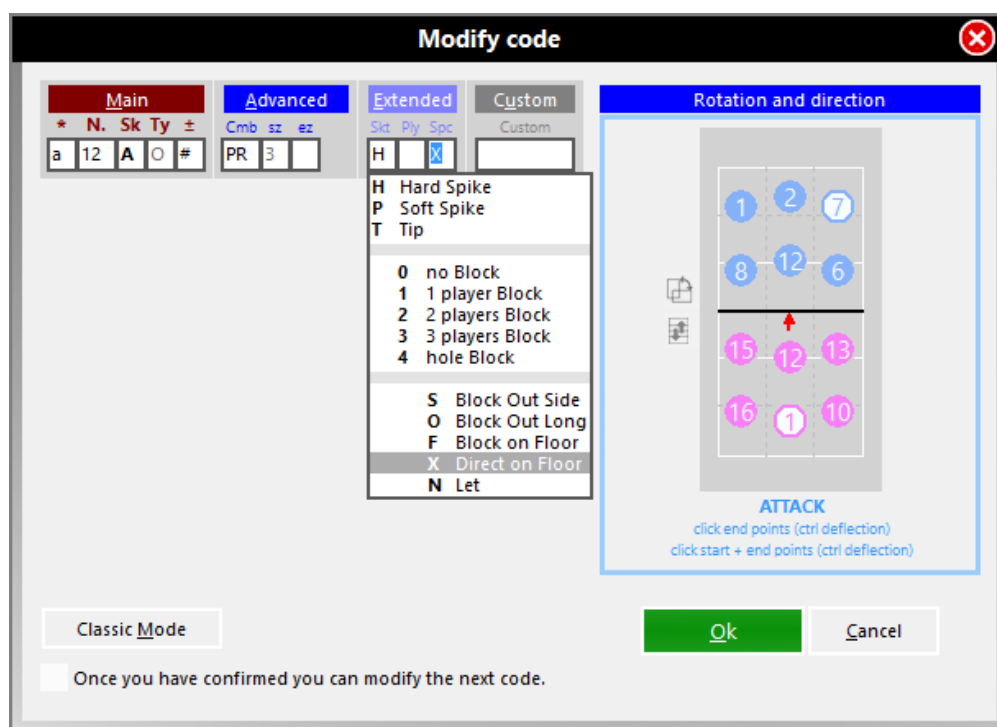 Modify code
Main Advanced Extended Custom Rotation and direction
* N. Sk Ty ± Cmb sz ez Skt Ply Spc Custom
a 12 A O # PR 3 H X
H Hard Spike
P Soft Spike
T Tip
0 no Block
1 1 player Block
2 2 players Block
3 3 players Block
4 hole Block
S Block Out Side
O Block Out Long
F Block on Floor
X Direct on Floor
N Let
1 2 7
8 12 6
15 12 13
16 1 10
ATTACK
click end points (ctrl deflection)
click start + end points (ctrl deflection)
Classic Mode Ok Cancel
Once you have confirmed you can modify the next code.